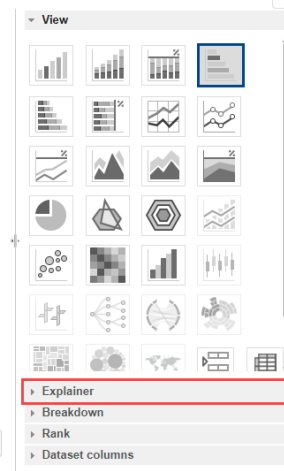 View
%
%
%
%
Explainer
Breakdown
Rank
Dataset columns